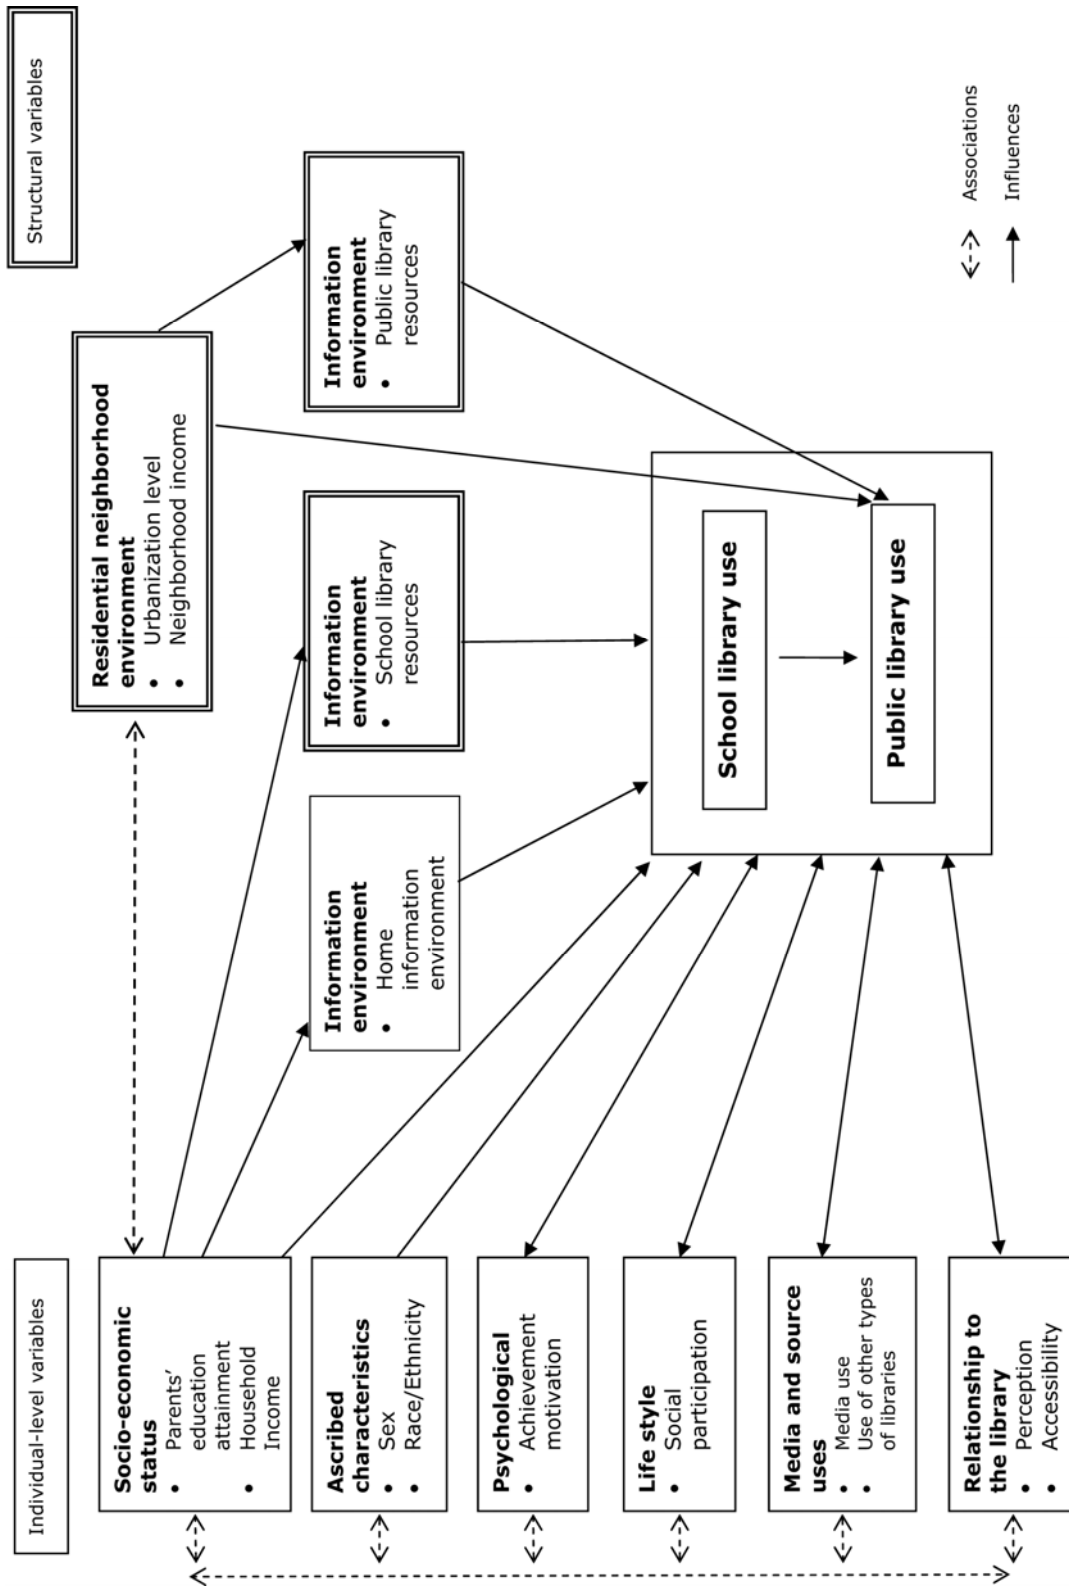 Individual-level variables
Structural variables
Socio-economic
status
• Parents’
education
attainment
• Household
Income
Residential neighborhood
environment
• Urbanization level
• Neighborhood income
Ascribed
characteristics
• Sex
• Race/Ethnicity
Information
environment
• Home
information
environment
Information
environment
• School library
resources
Information
environment
• Public library
resources
Psychological
• Achievement
motivation
Life style
• Social
participation
Media and source
uses
• Media use
• Use of other types
of libraries
Relationship to
the library
• Perception
• Accessibility
School library use
Public library use
Associations
Influences